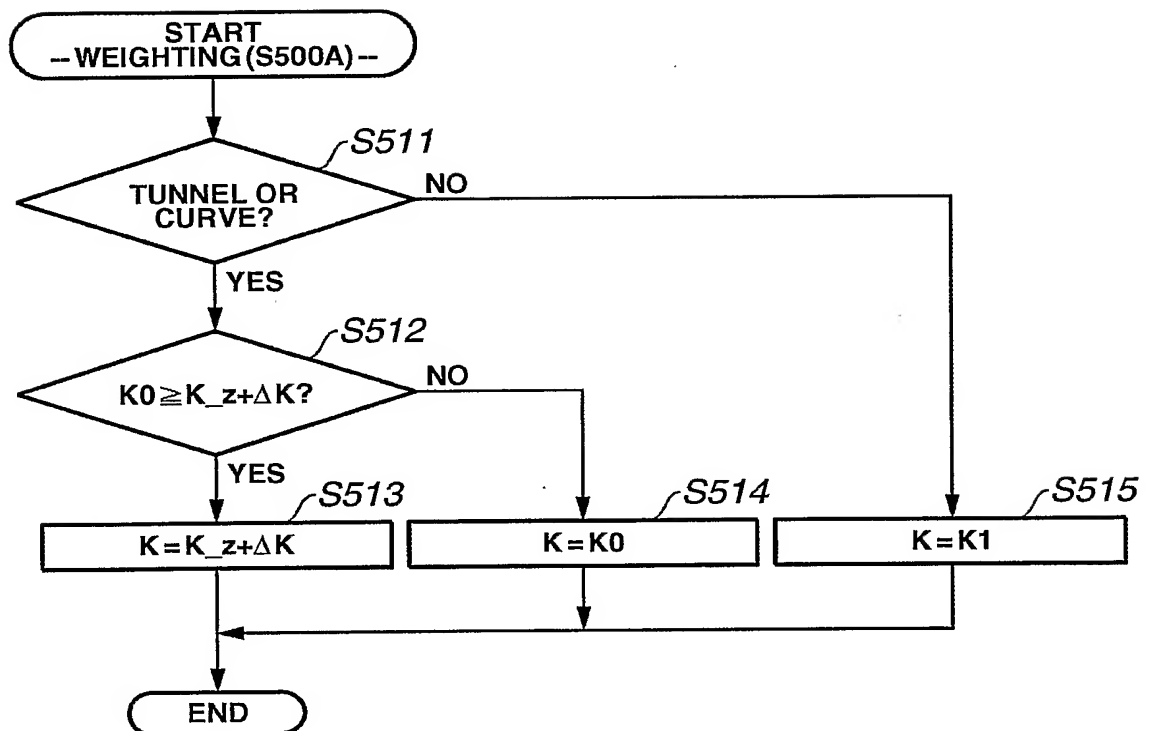 START
-- WEIGHTING (S500A) --
S511
TUNNEL OR
CURVE?
NO
YES
S512
K0≧K_z+ΔK?
NO
YES
S513
K=K_z+ΔK
S514
K=K0
S515
K=K1
END